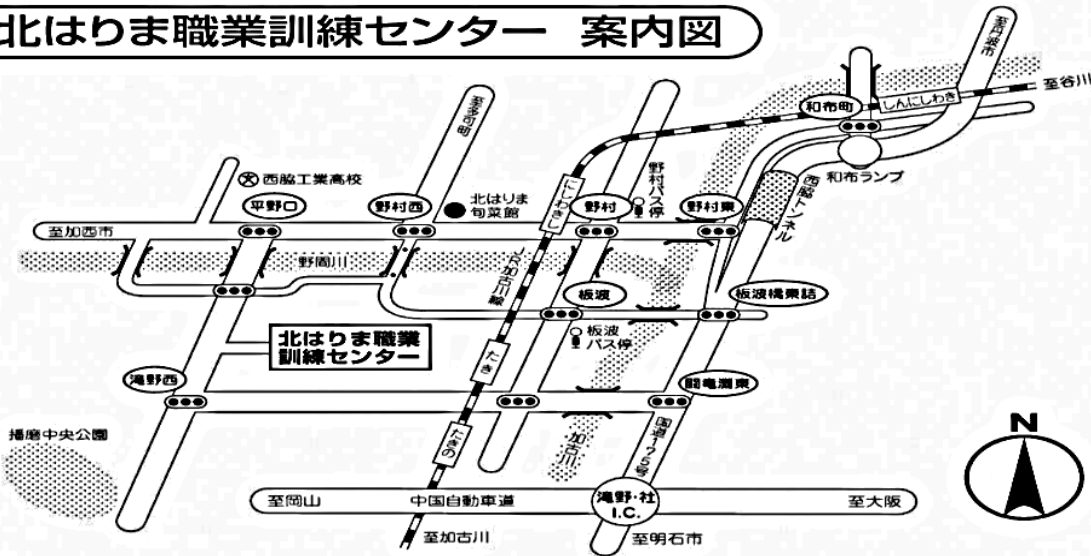 北はりま職業訓練センター 案内図
至丹波市
至谷川
しんにしわき
和布町
和布ランプ
至多可町
西脇工業高校
平野口
野村西
北はりま
旬菜館
にしわきし
野村バス停
野村
野村東
西脇トンネル
至加西市
野間川
JR加古川線
板波
板波橋東詰
板波
バス停
北はりま職業
訓練センター
たき
滝野西
闘竜灘東
播磨中央公園
たきの
加古川
国道175号
N
至岡山
中国自動車道
滝野・社
I.C.
至大阪
至加古川
至明石市